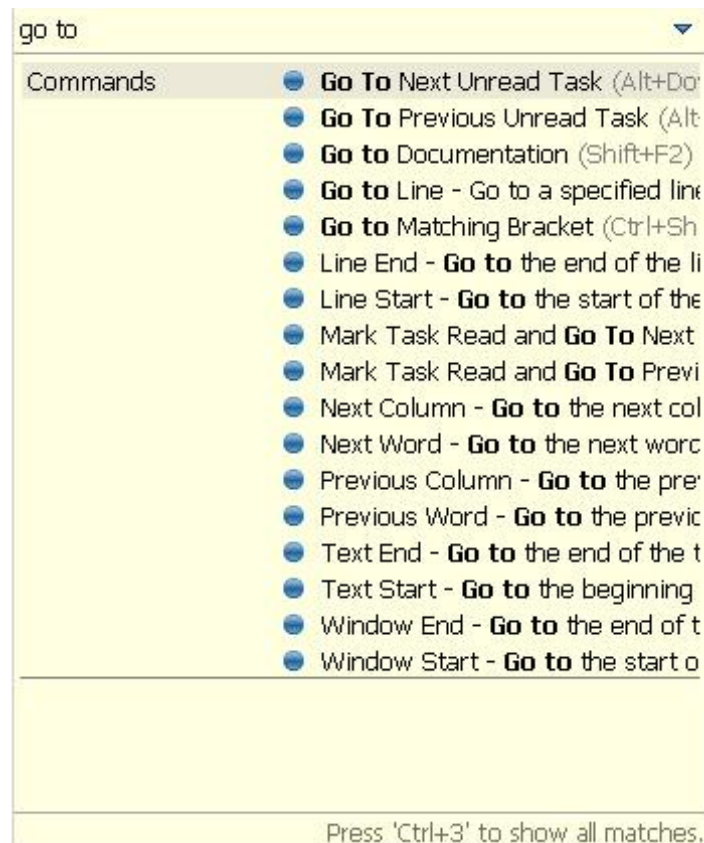 go to
Commands Go To Next Unread Task (Alt+Do
Go To Previous Unread Task (Alt
Go to Documentation (Shift+F2)
Go to Line - Go to a specified line
Go to Matching Bracket (Ctrl+Sh
Line End - Go to the end of the li
Line Start - Go to the start of the
Mark Task Read and Go To Next
Mark Task Read and Go To Previ
Next Column - Go to the next col
Next Word - Go to the next word
Previous Column - Go to the pre
Previous Word - Go to the previc
Text End - Go to the end of the t
Text Start - Go to the beginning
Window End - Go to the end of t
Window Start - Go to the start o
Press 'Ctrl+3' to show all matches.